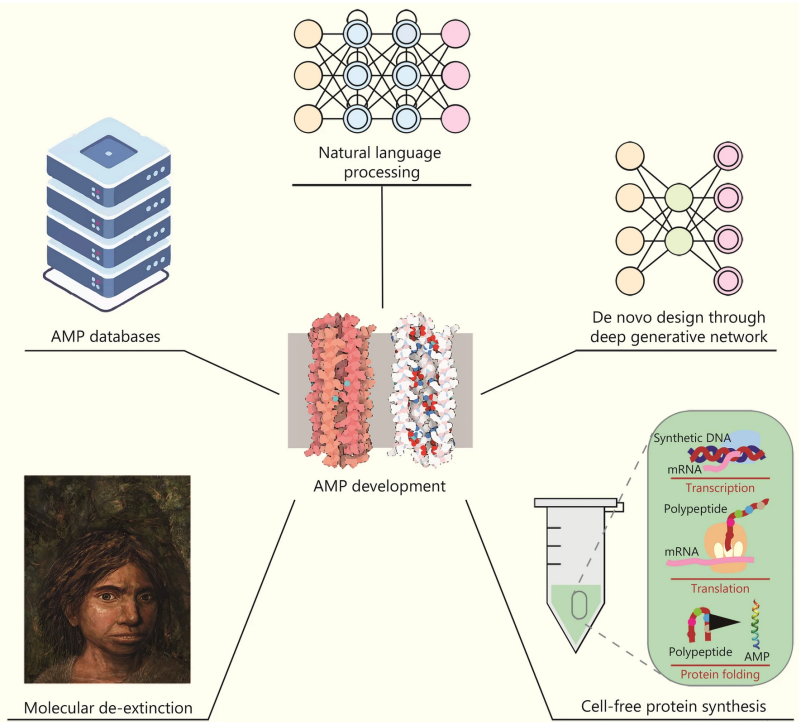 Natural language
processing
AMP databases
De novo design through
deep generative network
AMP development
Molecular de-extinction
Synthetic DNA
mRNA
Transcription
Polypeptide
mRNA
Translation
Polypeptide
AMP
Protein folding
Cell-free protein synthesis